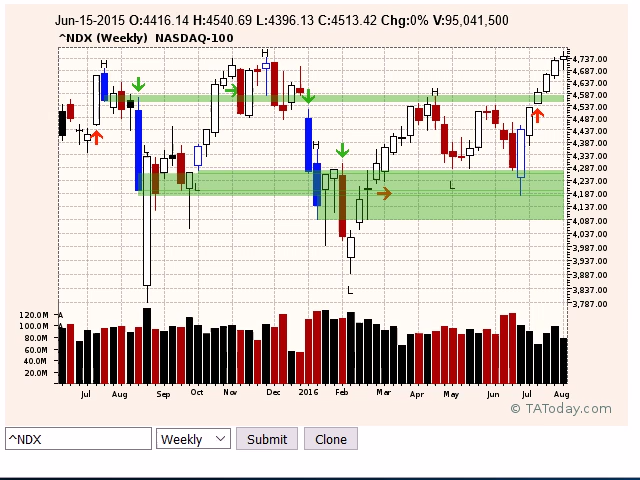 Jun-15-2015 O:4416.14 H:4540.69 L:4396.13 C:4513.42 Chg:0% V:95,041,500
^NDX (Weekly) NASDAQ-100
H H H H H
L L L
4,737.00
4,687.00
4,637.00
4,587.00
4,537.00
4,487.00
4,437.00
4,387.00
4,337.00
4,287.00
4,237.00
4,187.00
4,137.00
4,087.00
4,037.00
3,987.00
3,937.00
3,887.00
3,837.00
3,787.00
120.0M
100.0M
80.0M
60.0M
40.0M
20.0M
Jul Aug Sep Oct Nov Dec 2016 Feb Mar Apr May Jun Jul Aug
© TAToday.com
^NDX Weekly Submit Clone